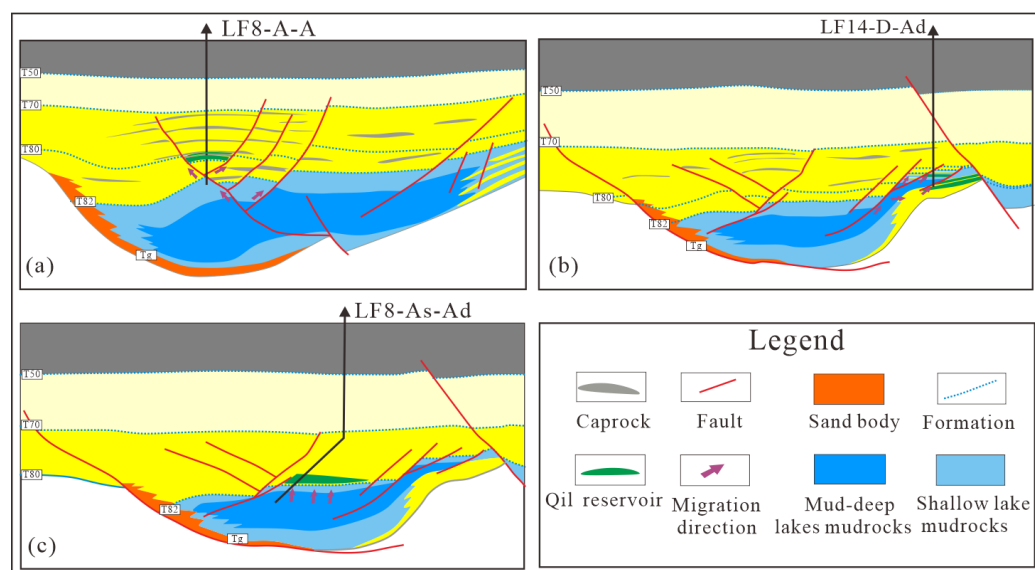 LF8-A-A
T50
T70
T80
T82
Tg
(a)
LF14-D-Ad
T50
T70
T80
T82
Tg
(b)
LF8-As-Ad
T50
T70
T80
T82
Tg
(c)
Legend
Caprock
Fault
Sand body
Formation
Qil reservoir
Migration
direction
Mud-deep
lakes mudrocks
Shallow lake
mudrocks